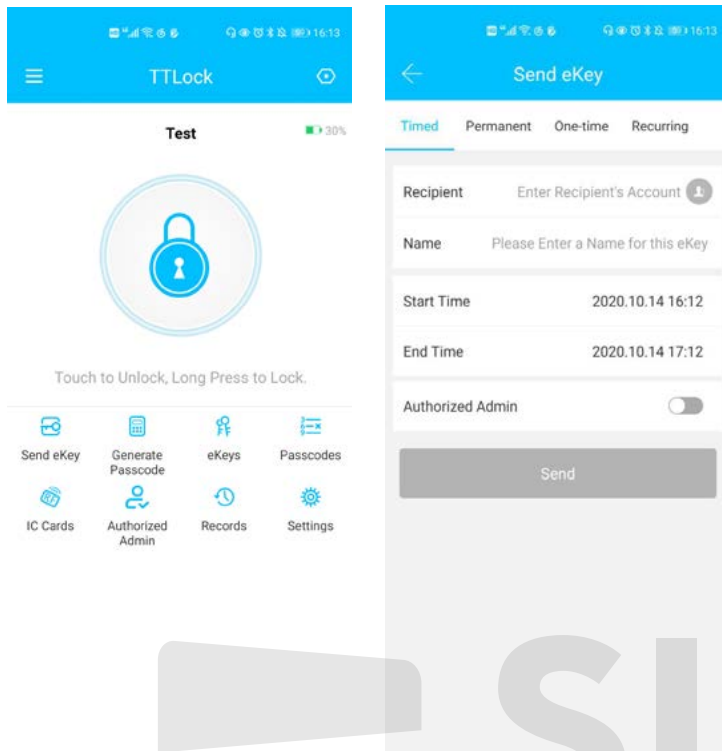 16:13
TTLock
Test
30%
Touch to Unlock, Long Press to Lock.
Send eKey
Generate
Passcode
eKeys
Passcodes
IC Cards
Authorized
Admin
Records
Settings
16:13
Send eKey
Timed Permanent One-time Recurring
Recipient Enter Recipient's Account
Name Please Enter a Name for this eKey
Start Time 2020.10.14 16:12
End Time 2020.10.14 17:12
Authorized Admin
Send